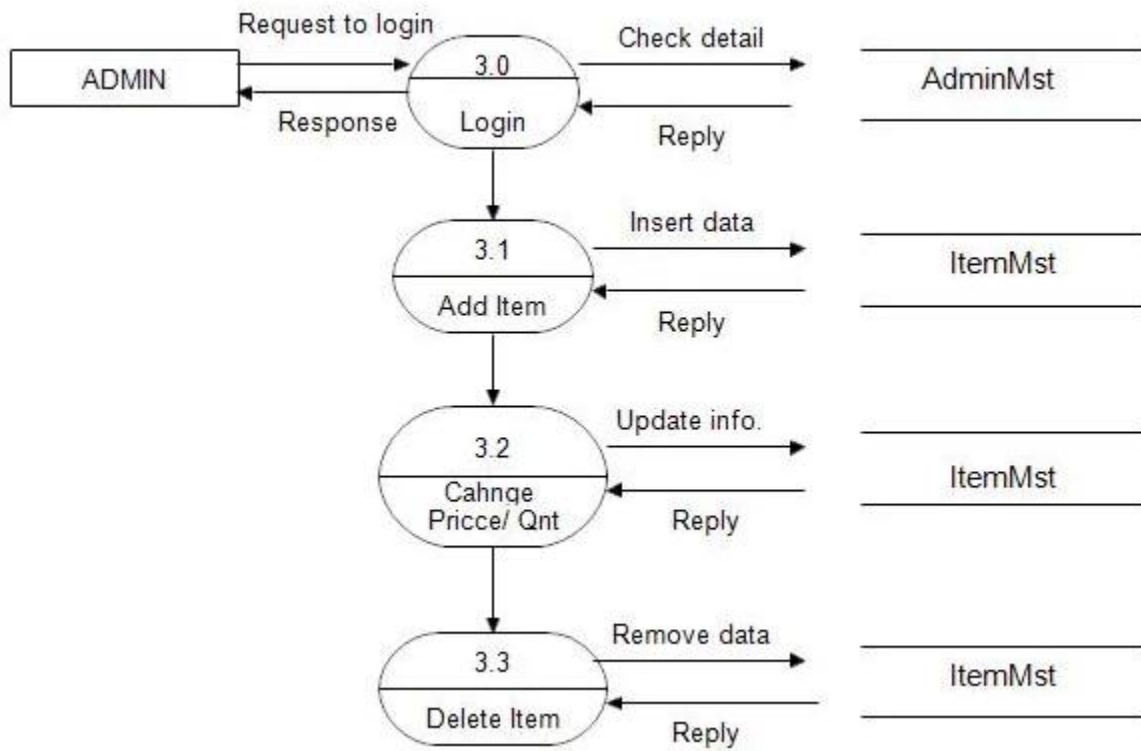 Request to login
ADMIN
Response
3.0
Login
Check detail
Reply
AdminMst
3.1
Add Item
Insert data
Reply
ItemMst
3.2
Cahnge
Pricce/ Qnt
Update info.
Reply
ItemMst
3.3
Delete Item
Remove data
Reply
ItemMst